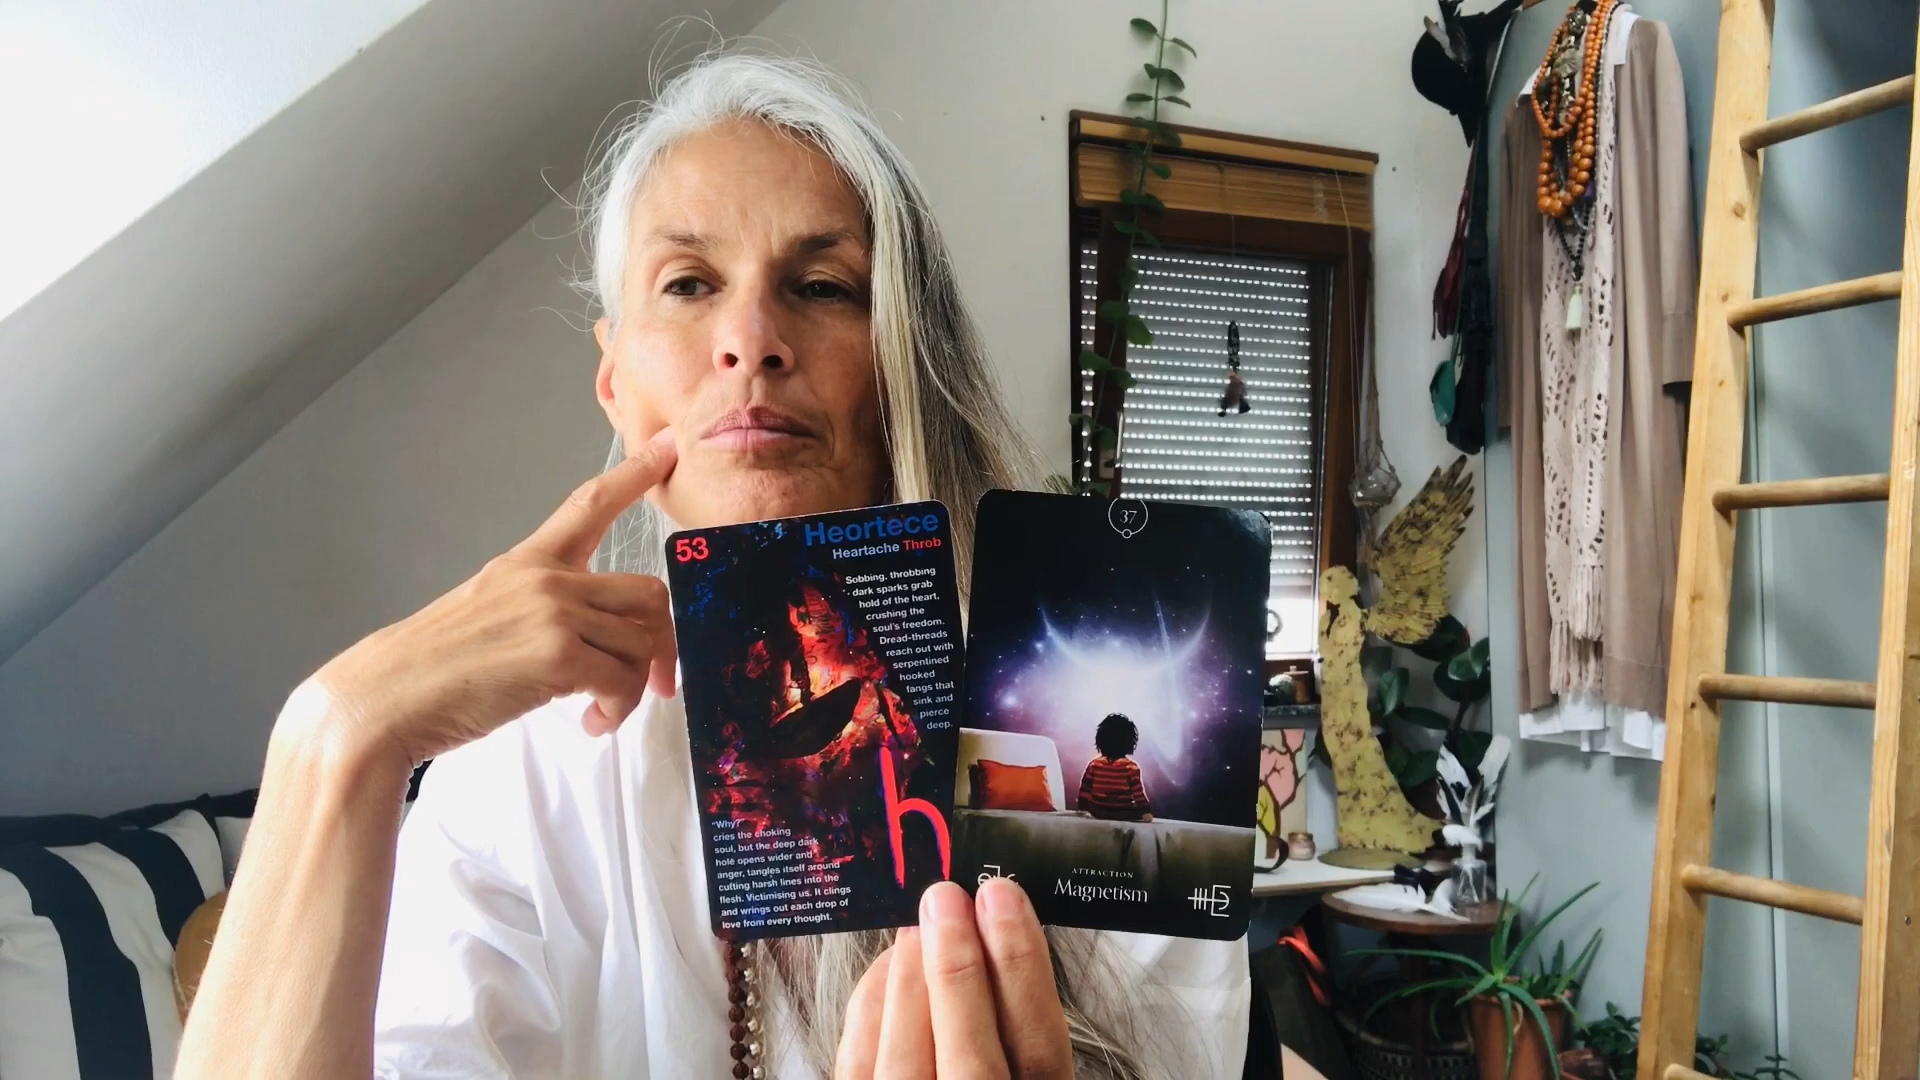 53
Heortece
Heartache Throb
Sobbing, throbbing
dark sparks grab
hold of the heart,
crushing the
soul's freedom.
Dread-threads
reach out with
serpentined
hooked
fangs that
sink and
pierce
deep.
h
"Why?"
cries the choking
soul, but the deep dark
hole opens wider and
anger, tangles itself around
cutting harsh lines into the
flesh. Victimising us. It clings
and wrings out each drop of
love from every thought.
37
ATTRACTION
Magnetism